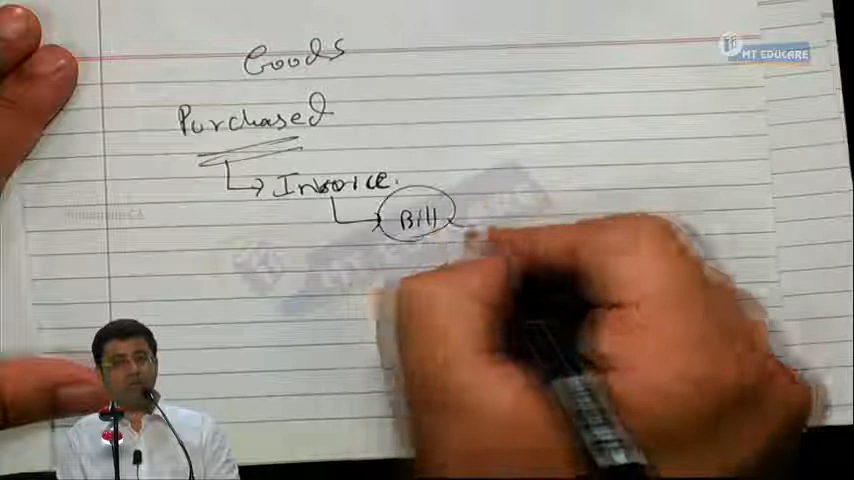 Goods
MT EDUCARE
Purchased
Invoice.
Bill